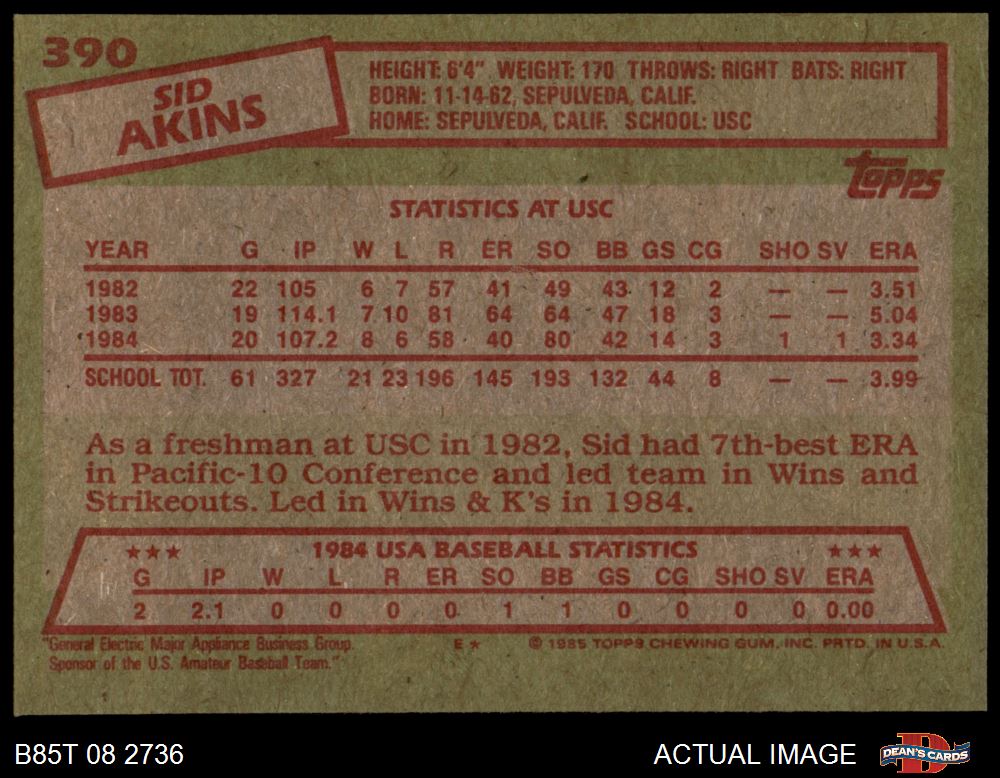 390
SID
AKINS
HEIGHT: 6'4" WEIGHT: 170 THROWS: RIGHT BATS: RIGHT
BORN: 11-14-62, SEPULVEDA, CALIF.
HOME: SEPULVEDA, CALIF. SCHOOL: USC
topps
STATISTICS AT USC
YEAR G IP W L R ER SO BB GS CG SHO SV ERA
1982 22 105 6 7 57 41 49 43 12 2 — — 3.51
1983 19 114.1 7 10 81 64 64 47 18 3 — — 5.04
1984 20 107.2 8 6 58 40 80 42 14 3 1 1 3.34
SCHOOL TOT. 61 327 21 23 196 145 193 132 44 8 — — 3.99
As a freshman at USC in 1982, Sid had 7th-best ERA
in Pacific-10 Conference and led team in Wins and
Strikeouts. Led in Wins & K's in 1984.
★★★ 1984 USA BASEBALL STATISTICS ★★★
G IP W L R ER SO BB GS CG SHO SV ERA
2 2.1 0 0 0 0 1 1 0 0 0 0 0.00
"General Electric Major Appliance Business Group.
Sponsor of the U.S. Amateur Baseball Team."
E★ © 1985 TOPPS CHEWING GUM, INC. PRTD. IN U.S.A.
B85T 08 2736
ACTUAL IMAGE
DEAN'S CARDS